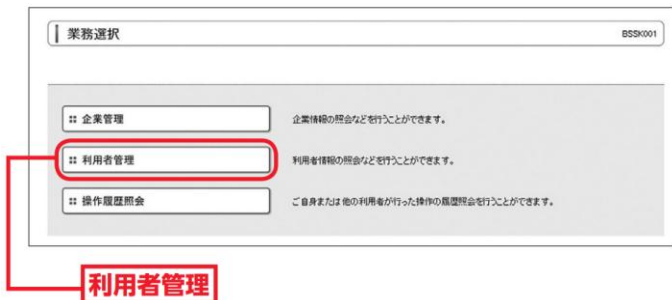 業務選択
BSSK001
企業管理
企業情報の照会などを行うことができます。
利用者管理
利用者情報の照会などを行うことができます。
操作履歴照会
ご自身または他の利用者が行った操作の履歴照会を行うことができます。
利用者管理